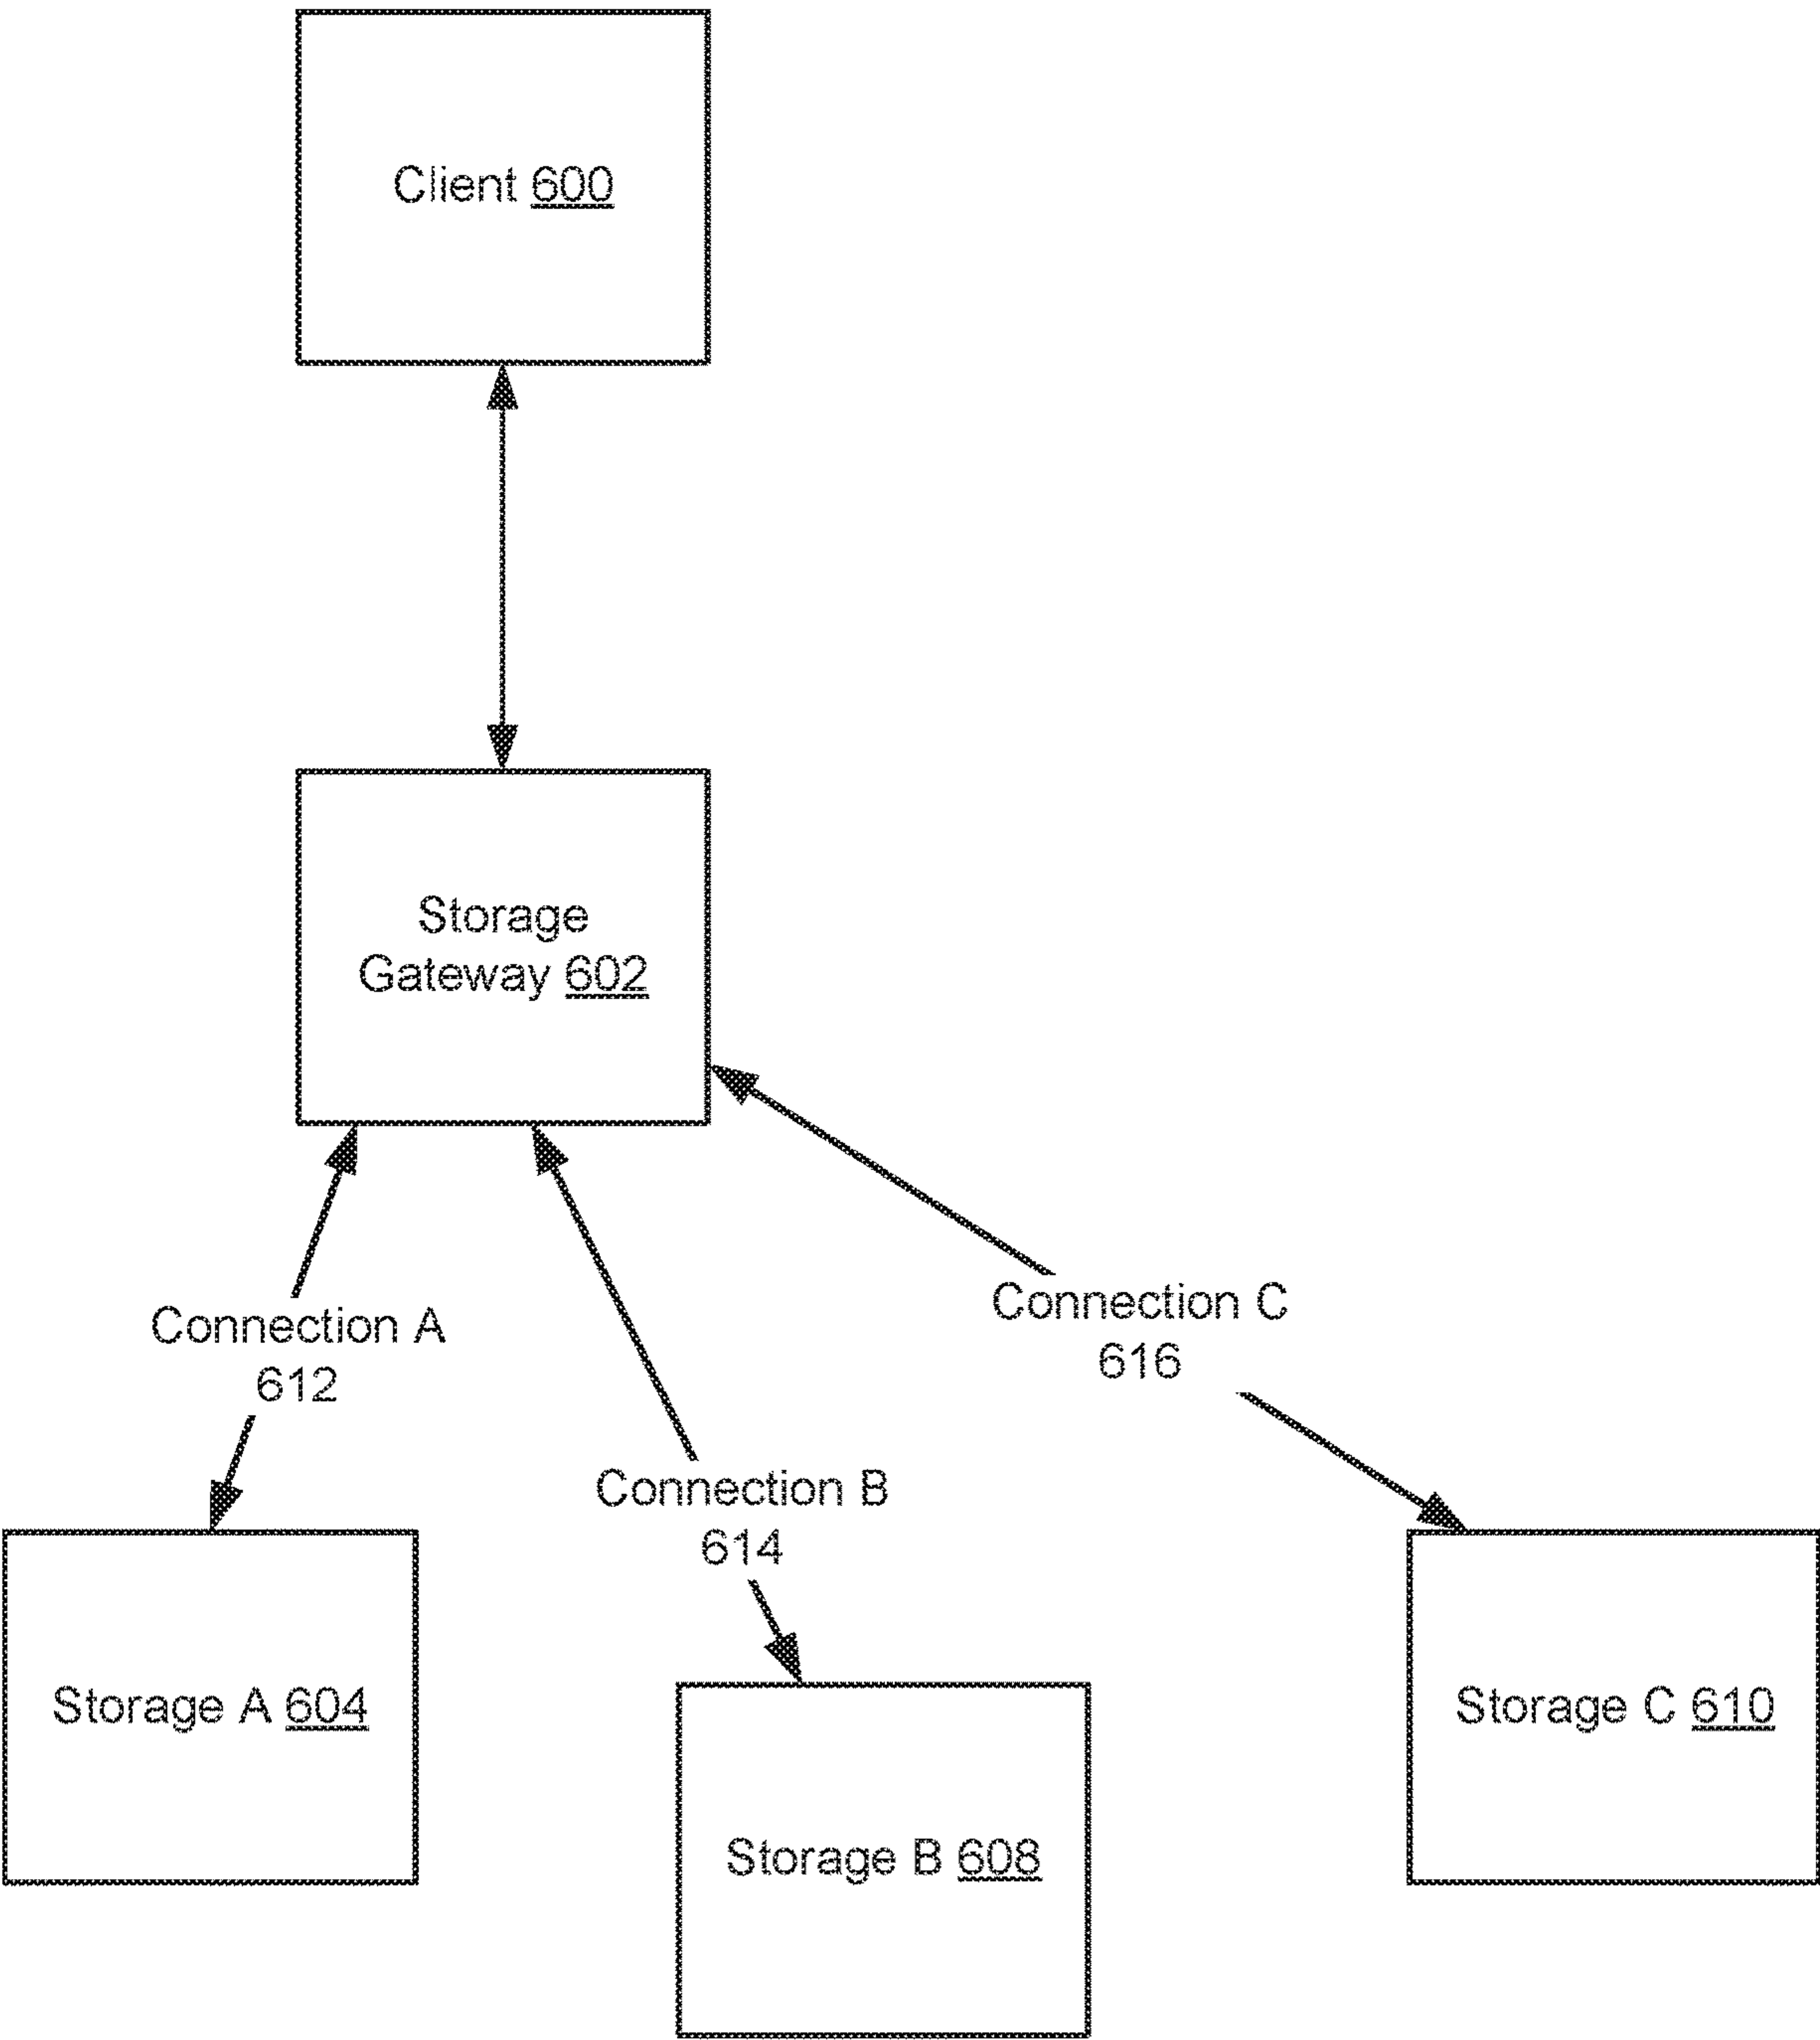 Client 600
Storage
Gateway 602
Connection A
612
Connection C
616
Connection B
614
Storage A 604
Storage B 608
Storage C 610